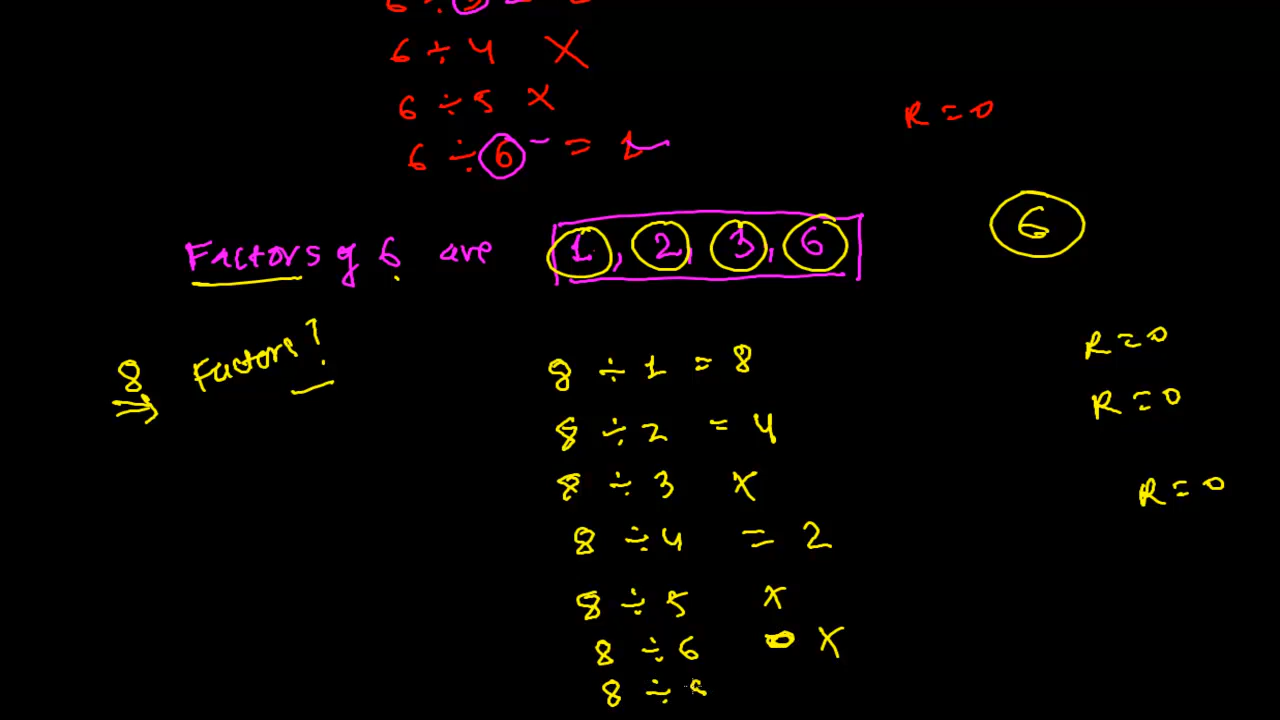 6 ÷ 3 =
6 ÷ 4 X
6 ÷ 5 X
R = 0
6 ÷ 6 = 1
6
Factors of 6 are 1, 2, 3, 6
8 Factors?
8 ÷ 1 = 8 R = 0
8 ÷ 2 = 4 R = 0
8 ÷ 3 X R = 0
8 ÷ 4 = 2
8 ÷ 5 X
8 ÷ 6 X
8 ÷